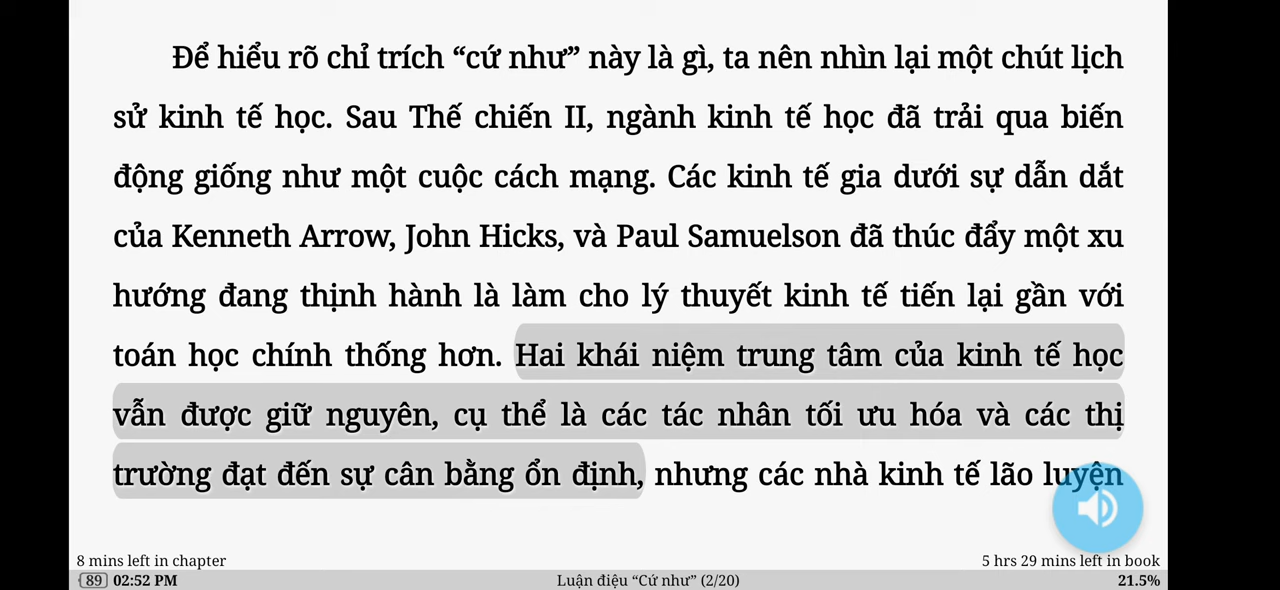 Để hiểu rõ chỉ trích “cứ như” này là gì, ta nên nhìn lại một chút lịch
sử kinh tế học. Sau Thế chiến II, ngành kinh tế học đã trải qua biến
động giống như một cuộc cách mạng. Các kinh tế gia dưới sự dẫn dắt
của Kenneth Arrow, John Hicks, và Paul Samuelson đã thúc đẩy một xu
hướng đang thịnh hành là làm cho lý thuyết kinh tế tiến lại gần với
toán học chính thống hơn. Hai khái niệm trung tâm của kinh tế học
vẫn được giữ nguyên, cụ thể là các tác nhân tối ưu hóa và các thị
trường đạt đến sự cân bằng ổn định, nhưng các nhà kinh tế lão luyện
8 mins left in chapter
5 hrs 29 mins left in book
89 02:52 PM
Luận điệu “Cứ như” (2/20)
21.5%